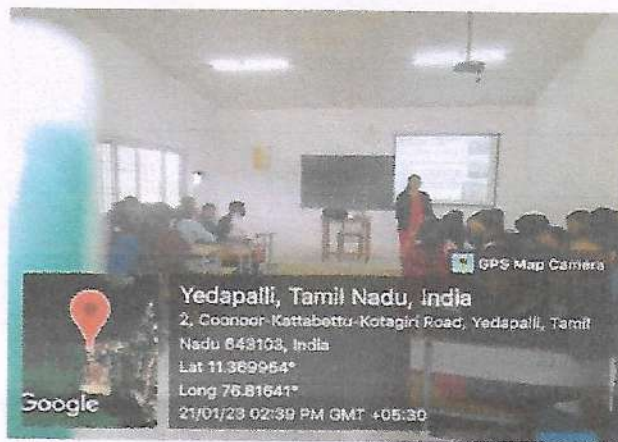 GPS Map Camera
Yedapalli, Tamil Nadu, India
2, Coonoor-Kattabettu-Kotagiri Road, Yedapalli, Tamil
Nadu 643103, India
Lat 11.369964°
Long 76.81641°
21/01/23 02:39 PM GMT +05:30
Google